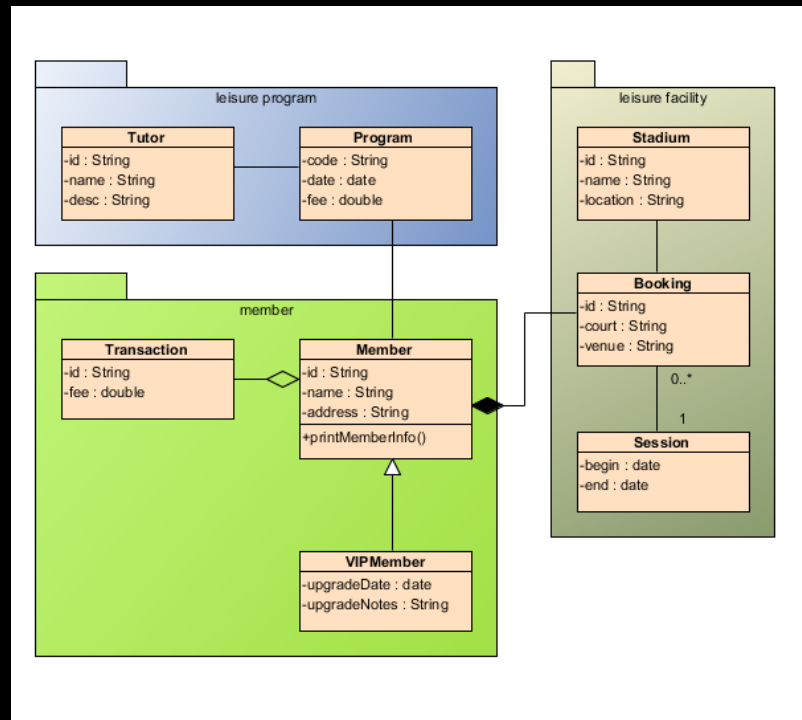 leisure program
Tutor
-id : String
-name : String
-desc : String
Program
-code : String
-date : date
-fee : double
member
Transaction
-id : String
-fee : double
Member
-id : String
-name : String
-address : String
+printMemberInfo()
VIPMember
-upgradeDate : date
-upgradeNotes : String
leisure facility
Stadium
-id : String
-name : String
-location : String
Booking
-id : String
-court : String
-venue : String
0..*
1
Session
-begin : date
-end : date